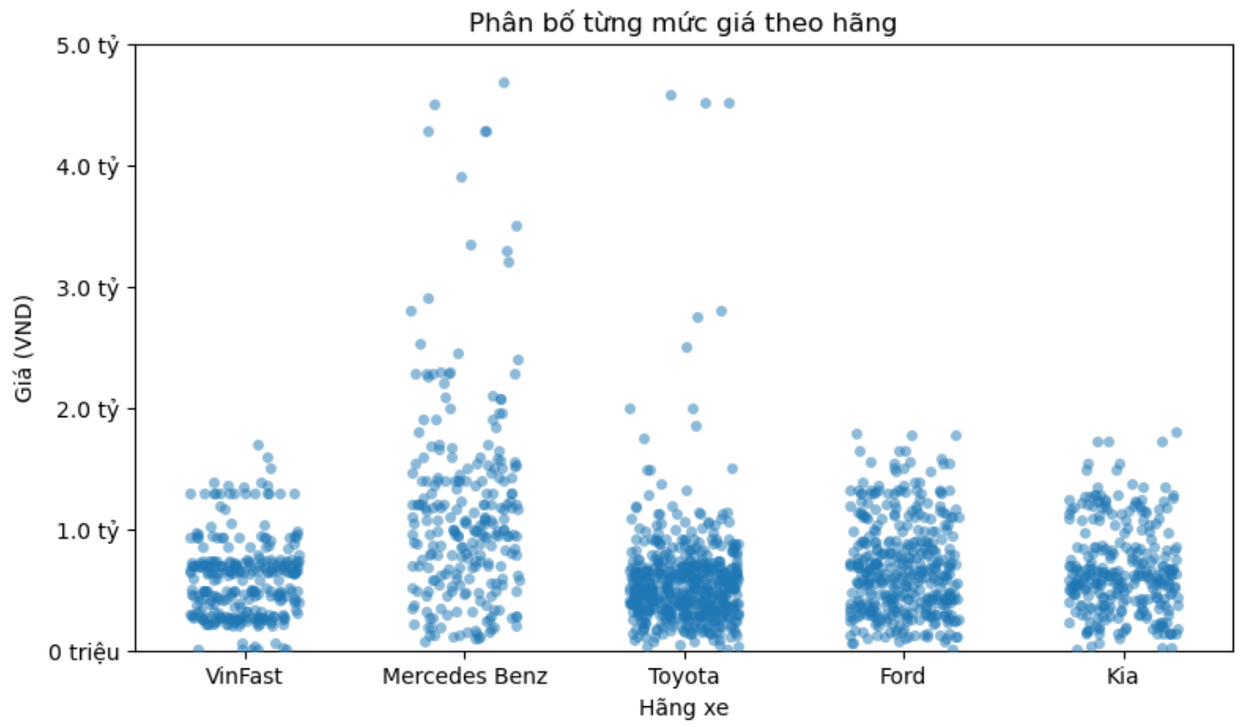 Phân bố từng mức giá theo hãng
5.0 tỷ
4.0 tỷ
3.0 tỷ
2.0 tỷ
1.0 tỷ
0 triệu
Giá (VND)
VinFast Mercedes Benz Toyota Ford Kia
Hãng xe